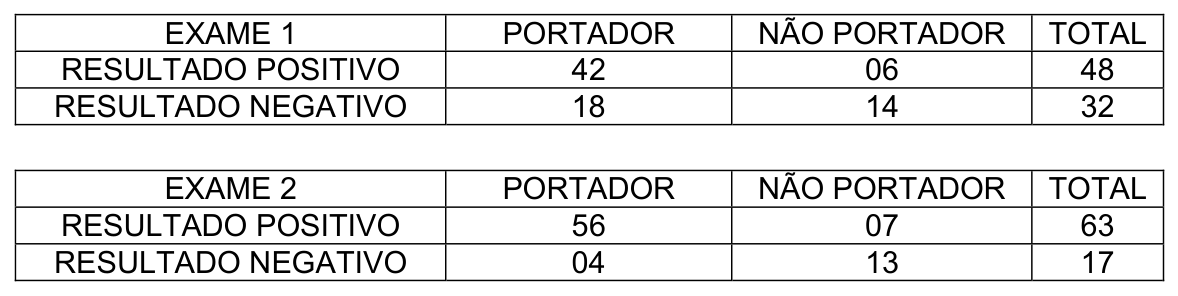 EXAME 1 PORTADOR NÃO PORTADOR TOTAL
RESULTADO POSITIVO 42 06 48
RESULTADO NEGATIVO 18 14 32
EXAME 2 PORTADOR NÃO PORTADOR TOTAL
RESULTADO POSITIVO 56 07 63
RESULTADO NEGATIVO 04 13 17